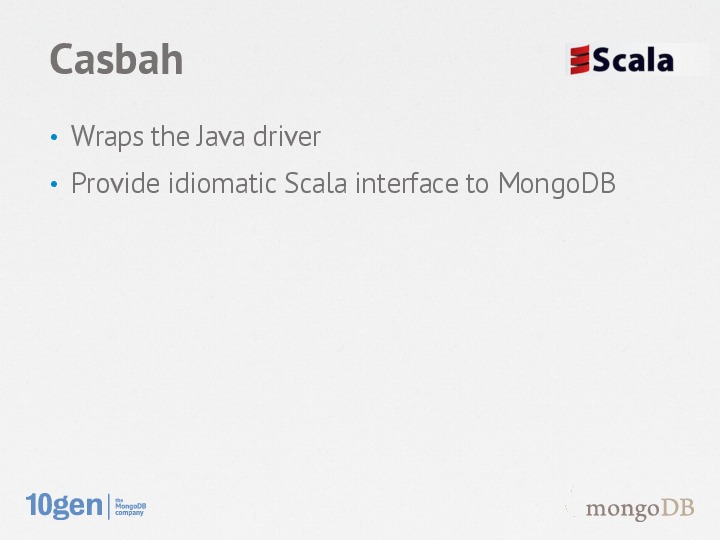 Casbah
Scala
• Wraps the Java driver
• Provide idiomatic Scala interface to MongoDB
10gen
the
MongoDB
company
mongoDB